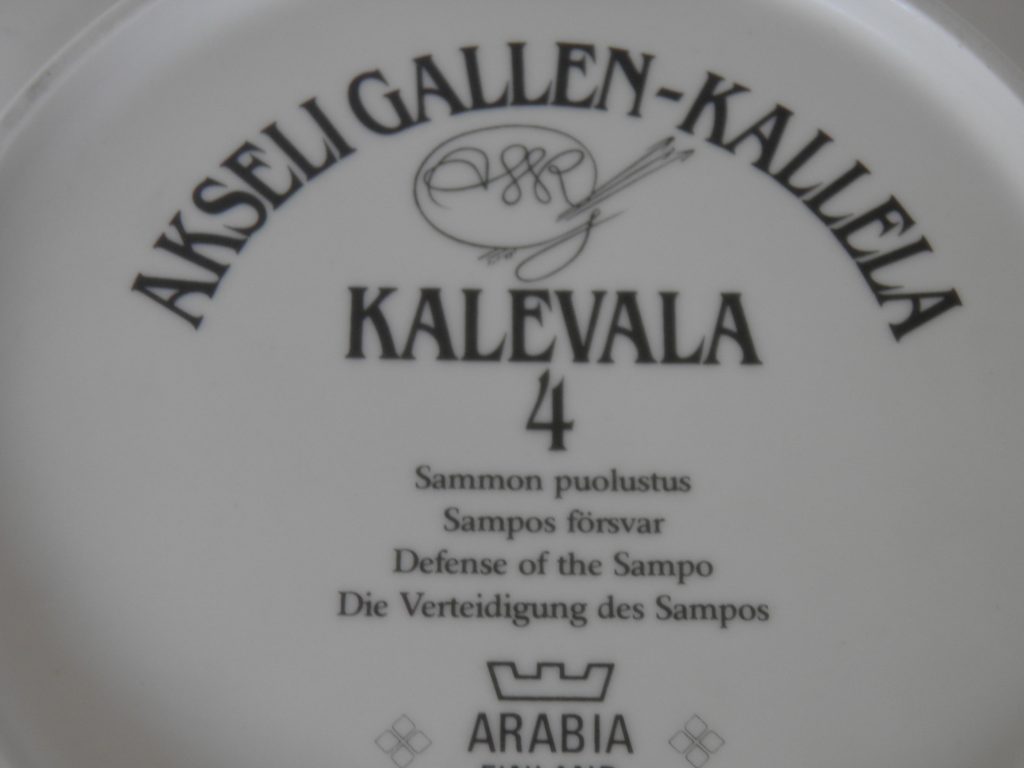 AKSELI GALLEN-KALLELA
KALEVALA
4
Sammon puolustus
Sampos försvar
Defense of the Sampo
Die Verteidigung des Sampos
ARABIA